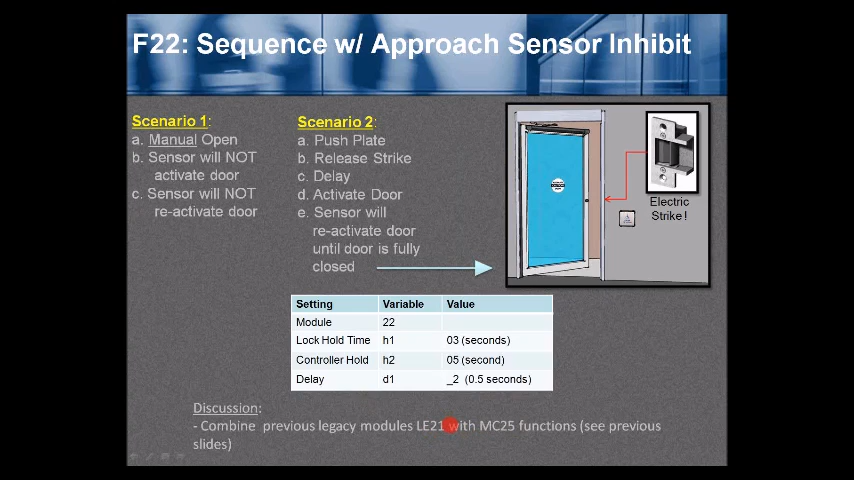 F22: Sequence w/ Approach Sensor Inhibit
Scenario 1:
a. Manual Open
b. Sensor will NOT
activate door
c. Sensor will NOT
re-activate door
Scenario 2:
a. Push Plate
b. Release Strike
c. Delay
d. Activate Door
e. Sensor will
re-activate door
until door is fully
closed
Electric
Strike!
Setting Variable Value
Module 22
Lock Hold Time h1 03 (seconds)
Controller Hold h2 05 (second)
Delay d1 _2 (0.5 seconds)
Discussion:
- Combine previous legacy modules LE21 with MC25 functions (see previous
slides)